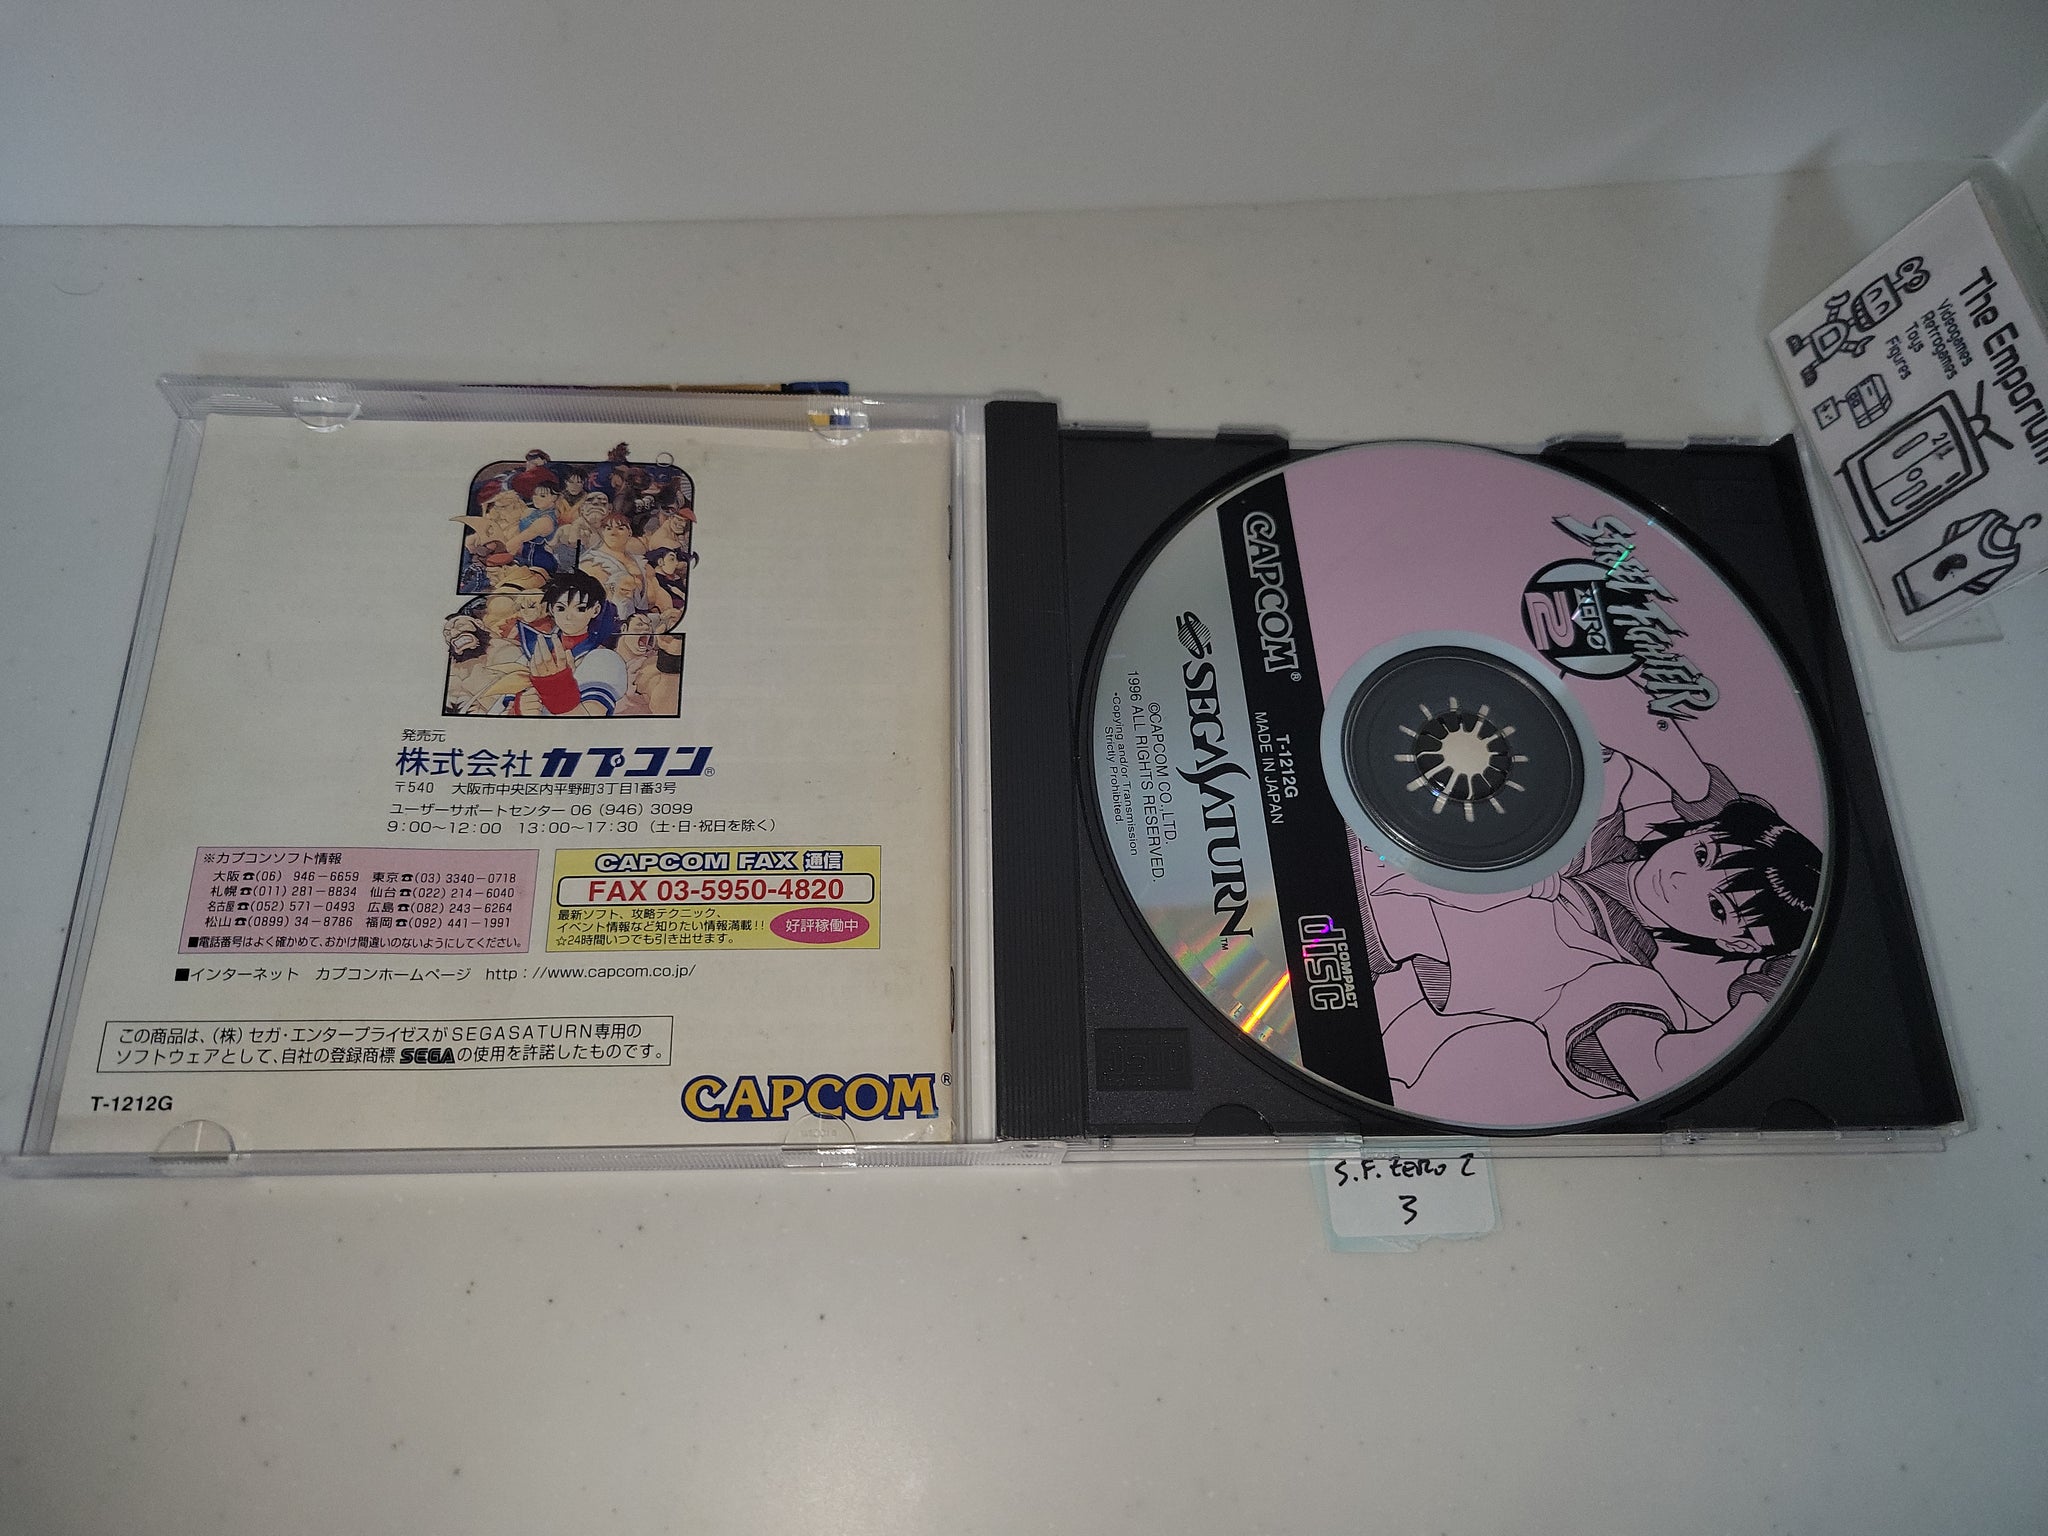 発売元
株式会社カプコン®
〒540 大阪市中央区内平野町3丁目1番3号
ユーザーサポートセンター 06 (946) 3099
9:00~12:00 13:00~17:30 (土・日・祝日を除く)
※カプコンソフト情報
大阪☎(06) 946-6659 東京☎(03) 3340-0718
札幌☎(011) 281-8834 仙台☎(022) 214-6040
名古屋☎(052) 571-0493 広島☎(082) 243-6264
松山☎(0899) 34-8786 福岡☎(092) 441-1991
■電話番号はよく確かめて、おかけ間違いのないようにしてください。
CAPCOM FAX 通信
FAX 03-5950-4820
最新ソフト、攻略テクニック、
イベント情報など知りたい情報満載!!
☆24時間いつでも引き出せます。
好評稼働中
■インターネット カプコンホームページ http://www.capcom.co.jp/
この商品は、(株)セガ・エンタープライゼスがSEGASATURN専用の
ソフトウェアとして、自社の登録商標SEGAの使用を許諾したものです。
T-1212G
CAPCOM®
STREET FIGHTER®
ZERO
2
CAPCOM®
T-1212G
MADE IN JAPAN
COMPACT
disc
SEGA SATURN™
©CAPCOM CO., LTD.
1996 ALL RIGHTS RESERVED.
-Copying and/or Transmission
Strictly Prohibited.
The Emporium
Videogames
Retrogames
Toys
Figures
S.F. ZERO 2
3